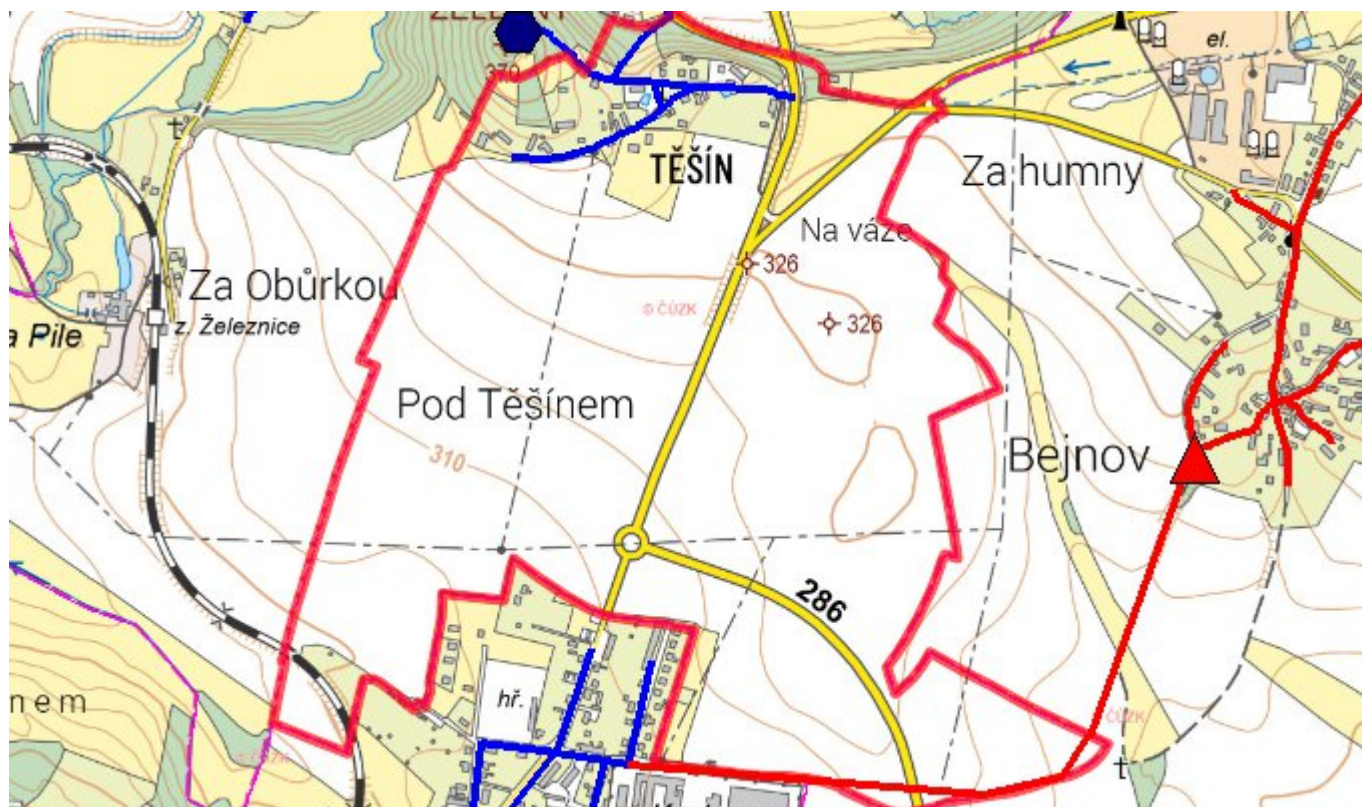 370
el.
t
TĚŠÍN
Za humny
Na váze
326
Za Obůrkou
© ČÚZK
326
a Pile
z. Železnice
Pod Těšínem
310
Bejnov
286
n e m
hř.
ČÚZK
© ČÚZK
t